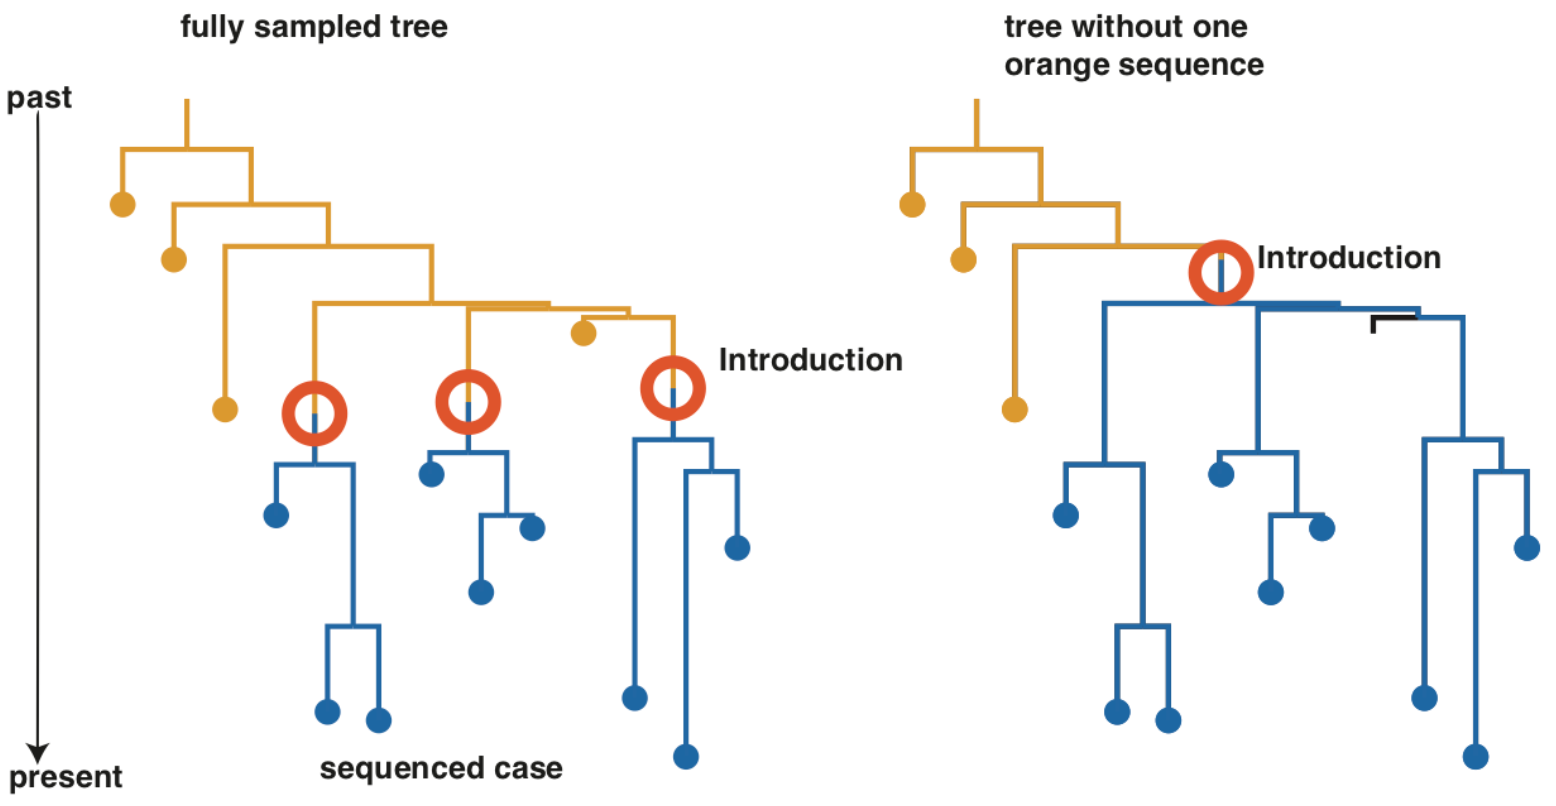 fully sampled tree
tree without one
orange sequence
past
Introduction
Introduction
sequenced case
present